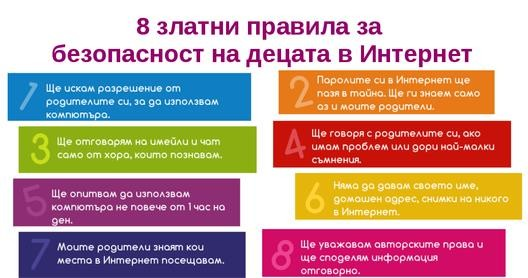 8 златни правила за
безопасност на децата в Интернет
1
Ще искам разрешение от
родителите си, за да използвам
компютъра.
2
Паролите си в Интернет ще
пазя в тайна. Ще ги знаем само
аз и моите родители.
3
Ще отговарям на имейли и чат
само от хора, които познавам.
4
Ще говоря с родителите си, ако
имам проблем или дори най-малки
съмнения.
5
Ще опитвам да използвам
компютъра не повече от 1 час на
ден.
6
Няма да давам своето име,
домашен адрес, снимки на никого
в Интернет.
7
Моите родители знаят кои
места в Интернет посещавам.
8
Ще уважавам авторските права и
ще споделям информация
отговорно.